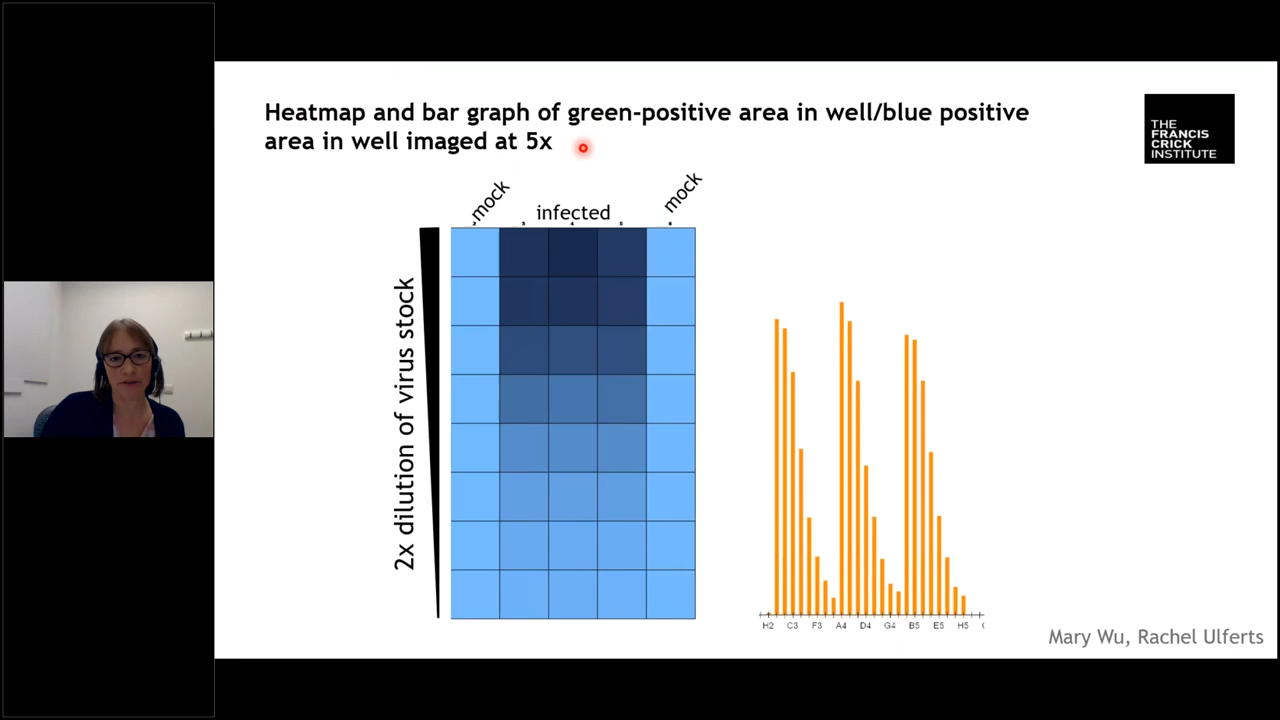 Heatmap and bar graph of green-positive area in well/blue positive
area in well imaged at 5x
THE
FRANCIS
CRICK
INSTITUTE
mock
infected
mock
2x dilution of virus stock
H2 C3 F3 A4 D4 G4 B5 E5 H5
Mary Wu, Rachel Ulferts